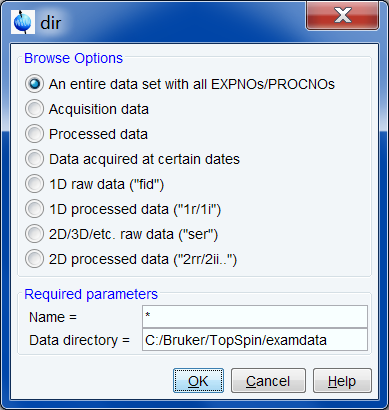 dir
Browse Options
An entire data set with all EXPNOs/PROCNOs
Acquisition data
Processed data
Data acquired at certain dates
1D raw data ("fid")
1D processed data ("1r/1i")
2D/3D/etc. raw data ("ser")
2D processed data ("2rr/2ii..")
Required parameters
Name = *
Data directory = C:/Bruker/TopSpin/examdata
OK Cancel Help